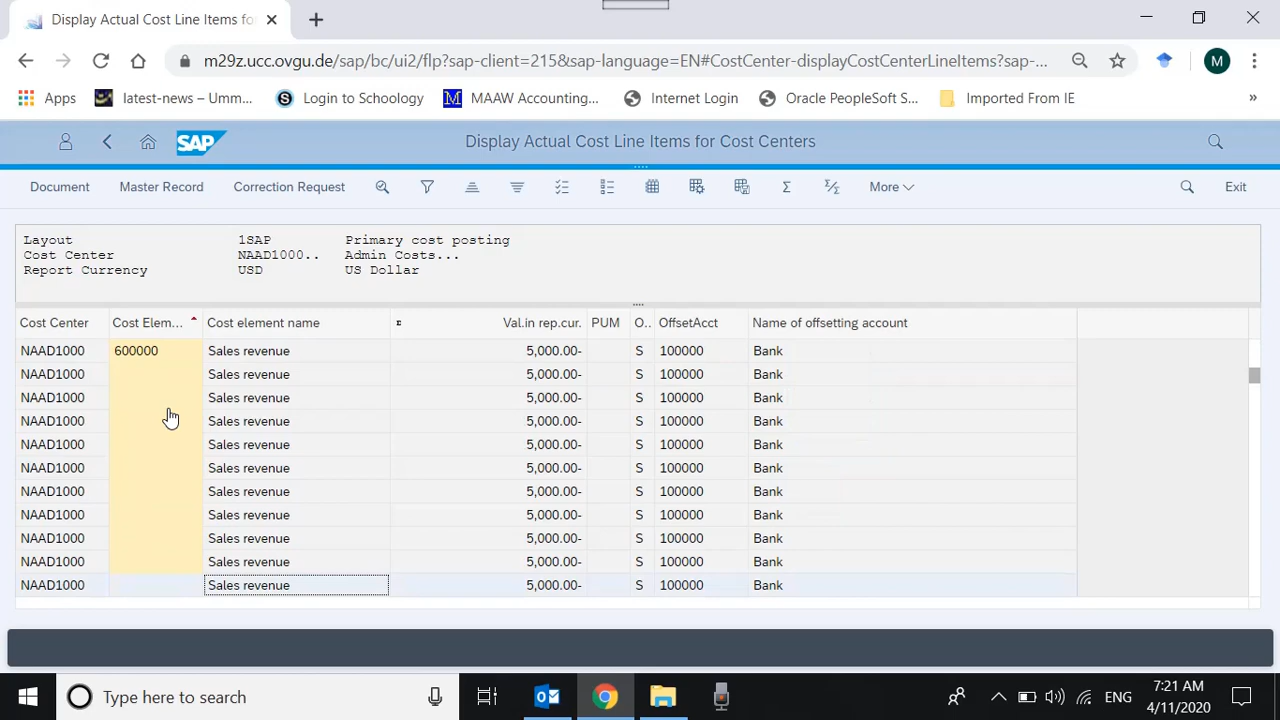 Display Actual Cost Line Items fo
m29z.ucc.ovgu.de/sap/bc/ui2/flp?sap-client=215&sap-language=EN#CostCenter-displayCostCenterLineItems?sap-...
M
Apps latest-news – Umm... S Login to Schoology M MAAW Accounting... Internet Login Oracle PeopleSoft S... Imported From IE »
SAP Display Actual Cost Line Items for Cost Centers
Document Master Record Correction Request Σ More Exit
Layout 1SAP Primary cost posting
Cost Center NAAD1000.. Admin Costs...
Report Currency USD US Dollar
Cost Center Cost Elem... Cost element name Val.in rep.cur. PUM O.. OffsetAcct Name of offsetting account
NAAD1000 600000 Sales revenue 5,000.00- S 100000 Bank
NAAD1000 Sales revenue 5,000.00- S 100000 Bank
NAAD1000 Sales revenue 5,000.00- S 100000 Bank
NAAD1000 Sales revenue 5,000.00- S 100000 Bank
NAAD1000 Sales revenue 5,000.00- S 100000 Bank
NAAD1000 Sales revenue 5,000.00- S 100000 Bank
NAAD1000 Sales revenue 5,000.00- S 100000 Bank
NAAD1000 Sales revenue 5,000.00- S 100000 Bank
NAAD1000 Sales revenue 5,000.00- S 100000 Bank
NAAD1000 Sales revenue 5,000.00- S 100000 Bank
NAAD1000 Sales revenue 5,000.00- S 100000 Bank
Type here to search ENG 7:21 AM
4/11/2020